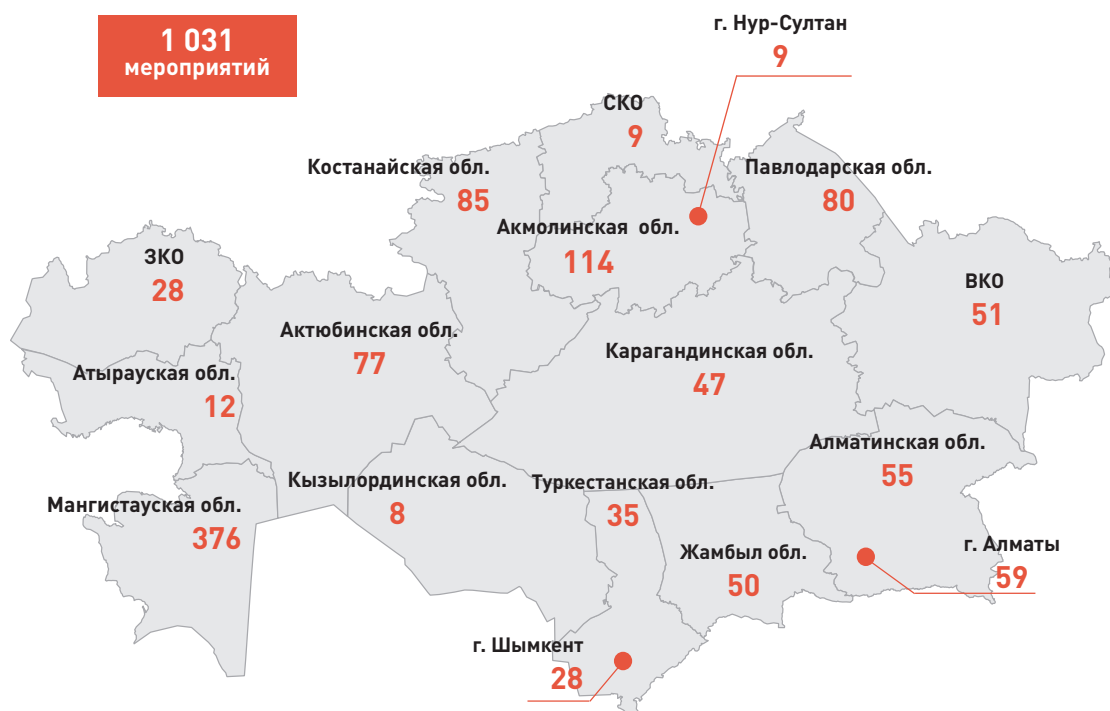 1 031
мероприятий
г. Нур-Султан
9
СКО
9
Костанайская обл.
85
Павлодарская обл.
80
Акмолинская обл.
114
ЗКО
28
ВКО
51
Актюбинская обл.
77
Карагандинская обл.
47
Атырауская обл.
12
Алматинская обл.
55
Кызылординская обл.
8
Туркестанская обл.
35
Мангистауская обл.
376
Жамбыл обл.
50
г. Алматы
59
г. Шымкент
28